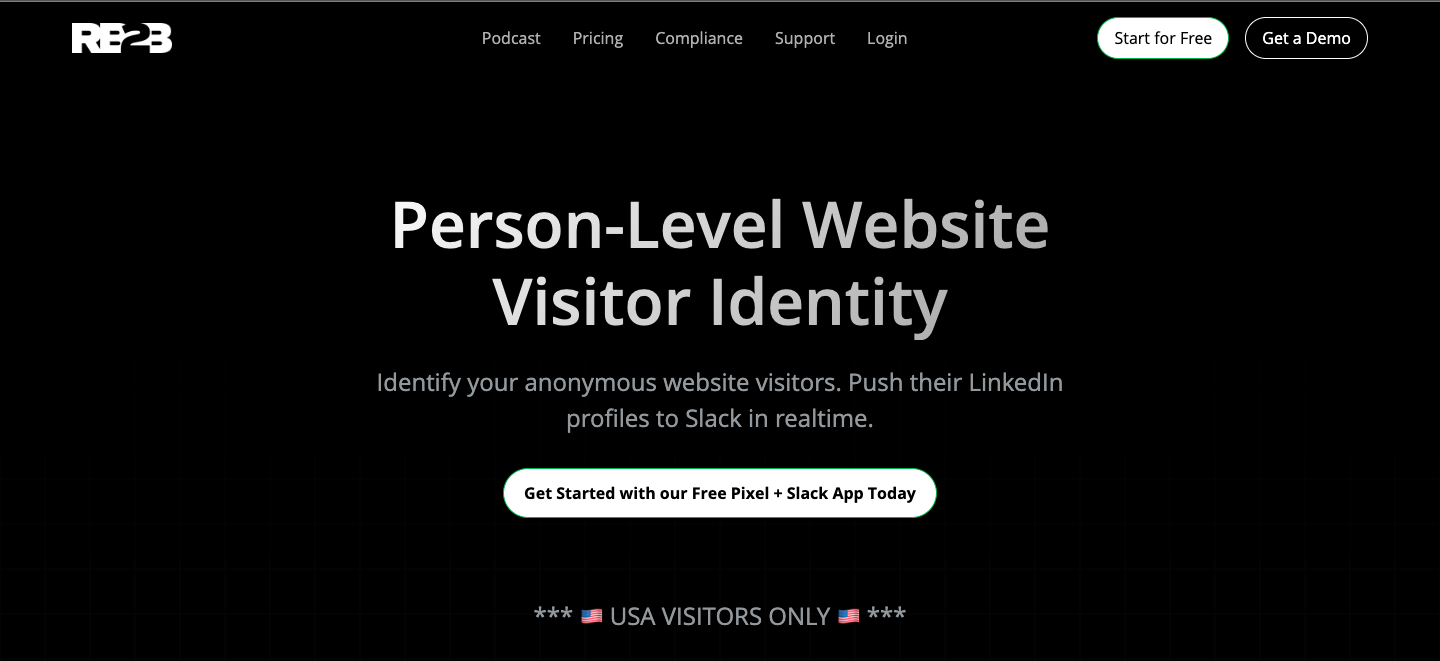 RB2B
Podcast
Pricing
Compliance
Support
Login
Start for Free
Get a Demo
Person-Level Website
Visitor Identity
Identify your anonymous website visitors. Push their LinkedIn
profiles to Slack in realtime.
Get Started with our Free Pixel + Slack App Today
*** 🇺🇸 USA VISITORS ONLY 🇺🇸 ***